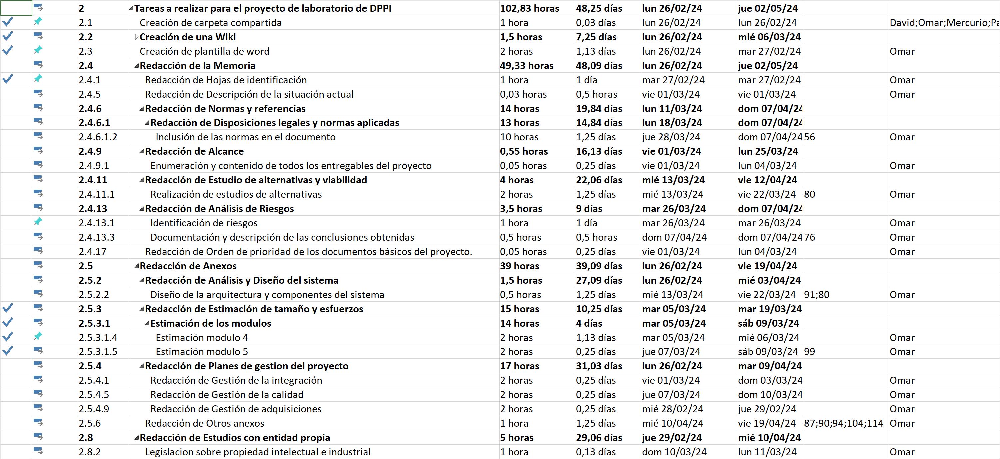 2 Tareas a realizar para el proyecto de laboratorio de DPPI 102,83 horas 48,25 días lun 26/02/24 jue 02/05/24
2.1 Creación de carpeta compartida 1 hora 0,03 días lun 26/02/24 lun 26/02/24 David;Omar;Mercurio;Pa
2.2 Creación de una Wiki 1,5 horas 7,25 días lun 26/02/24 mié 06/03/24
2.3 Creación de plantilla de word 2 horas 1,13 días lun 26/02/24 mar 27/02/24 Omar
2.4 Redacción de la Memoria 49,33 horas 48,09 días lun 26/02/24 jue 02/05/24
2.4.1 Redacción de Hojas de identificación 1 hora 1 día mar 27/02/24 mar 27/02/24 Omar
2.4.5 Redacción de Descripción de la situación actual 0,03 horas 0,5 horas vie 01/03/24 vie 01/03/24 Omar
2.4.6 Redacción de Normas y referencias 14 horas 19,84 días lun 11/03/24 dom 07/04/24
2.4.6.1 Redacción de Disposiciones legales y normas aplicadas 13 horas 14,84 días lun 18/03/24 dom 07/04/24
2.4.6.1.2 Inclusión de las normas en el documento 10 horas 1,25 días jue 28/03/24 dom 07/04/24 56 Omar
2.4.9 Redacción de Alcance 0,55 horas 16,13 días vie 01/03/24 lun 25/03/24
2.4.9.1 Enumeración y contenido de todos los entregables del proyecto 0,05 horas 0,25 días vie 01/03/24 lun 04/03/24 Omar
2.4.11 Redacción de Estudio de alternativas y viabilidad 4 horas 22,06 días mié 13/03/24 vie 12/04/24
2.4.11.1 Realización de estudios de alternativas 2 horas 1,25 días mié 13/03/24 vie 22/03/24 80 Omar
2.4.13 Redacción de Análisis de Riesgos 3,5 horas 9 días mar 26/03/24 dom 07/04/24
2.4.13.1 Identificación de riesgos 1 hora 1 día mar 26/03/24 mar 26/03/24 Omar
2.4.13.3 Documentación y descripción de las conclusiones obtenidas 0,5 horas 0,5 horas dom 07/04/24 dom 07/04/24 76 Omar
2.4.17 Redacción de Orden de prioridad de los documentos básicos del proyecto. 0,05 horas 0,25 días vie 01/03/24 lun 04/03/24 Omar
2.5 Redacción de Anexos 39 horas 39,09 días lun 26/02/24 vie 19/04/24
2.5.2 Redacción de Análisis y Diseño del sistema 1,5 horas 27,09 días lun 26/02/24 mié 03/04/24
2.5.2.2 Diseño de la arquitectura y componentes del sistema 0,5 horas 1,25 días mié 13/03/24 vie 22/03/24 91;80 Omar
2.5.3 Redacción de Estimación de tamaño y esfuerzos 15 horas 10,25 días mar 05/03/24 mar 19/03/24
2.5.3.1 Estimación de los modulos 14 horas 4 días mar 05/03/24 sáb 09/03/24
2.5.3.1.4 Estimación modulo 4 2 horas 1,13 días mar 05/03/24 mié 06/03/24 Omar
2.5.3.1.5 Estimación modulo 5 2 horas 0,25 días jue 07/03/24 sáb 09/03/24 99 Omar
2.5.4 Redacción de Planes de gestion del proyecto 17 horas 31,03 días lun 26/02/24 mar 09/04/24
2.5.4.1 Redacción de Gestión de la integración 2 horas 0,25 días vie 01/03/24 dom 03/03/24 Omar
2.5.4.5 Redacción de Gestión de la calidad 2 horas 0,25 días jue 07/03/24 dom 10/03/24 Omar
2.5.4.9 Redacción de Gestión de adquisiciones 2 horas 0,25 días mié 28/02/24 jue 29/02/24 Omar
2.5.6 Redacción de Otros anexos 1 hora 1,25 días mié 10/04/24 vie 19/04/24 87;90;94;104;114 Omar
2.8 Redacción de Estudios con entidad propia 5 horas 29,06 días jue 29/02/24 mié 10/04/24
2.8.2 Legislacion sobre propiedad intelectual e industrial 1 hora 0,13 días dom 10/03/24 lun 11/03/24 Omar